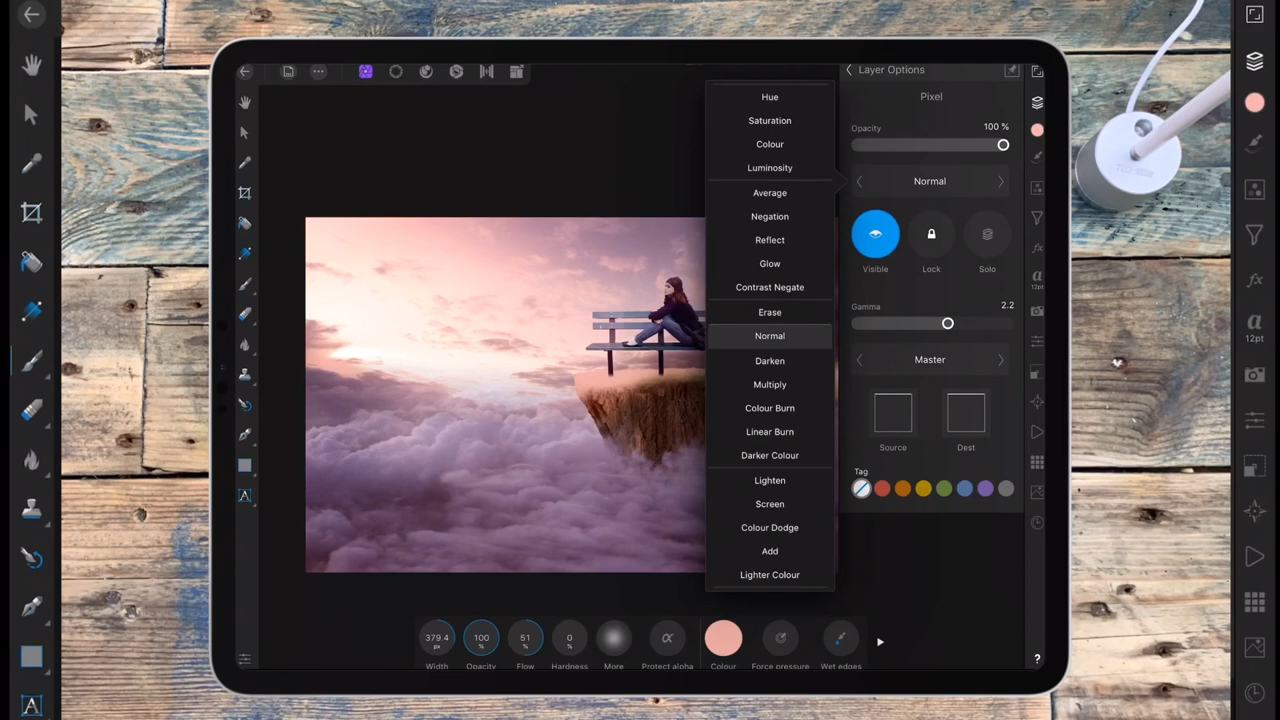 Layer Options
Pixel
Opacity
100 %
Normal
Visible
Lock
Solo
Gamma
2.2
Master
Source
Dest
Tag
Hue
Saturation
Colour
Luminosity
Average
Negation
Reflect
Glow
Contrast Negate
Erase
Normal
Darken
Multiply
Colour Burn
Linear Burn
Darker Colour
Lighten
Screen
Colour Dodge
Add
Lighter Colour
379.4
px
Width
100
%
Opacity
51
%
Flow
0
%
Hardness
More
α
Protect alpha
Colour
Force pressure
Wet edges
A
fx
a
12pt
?
A
fx
a
12pt